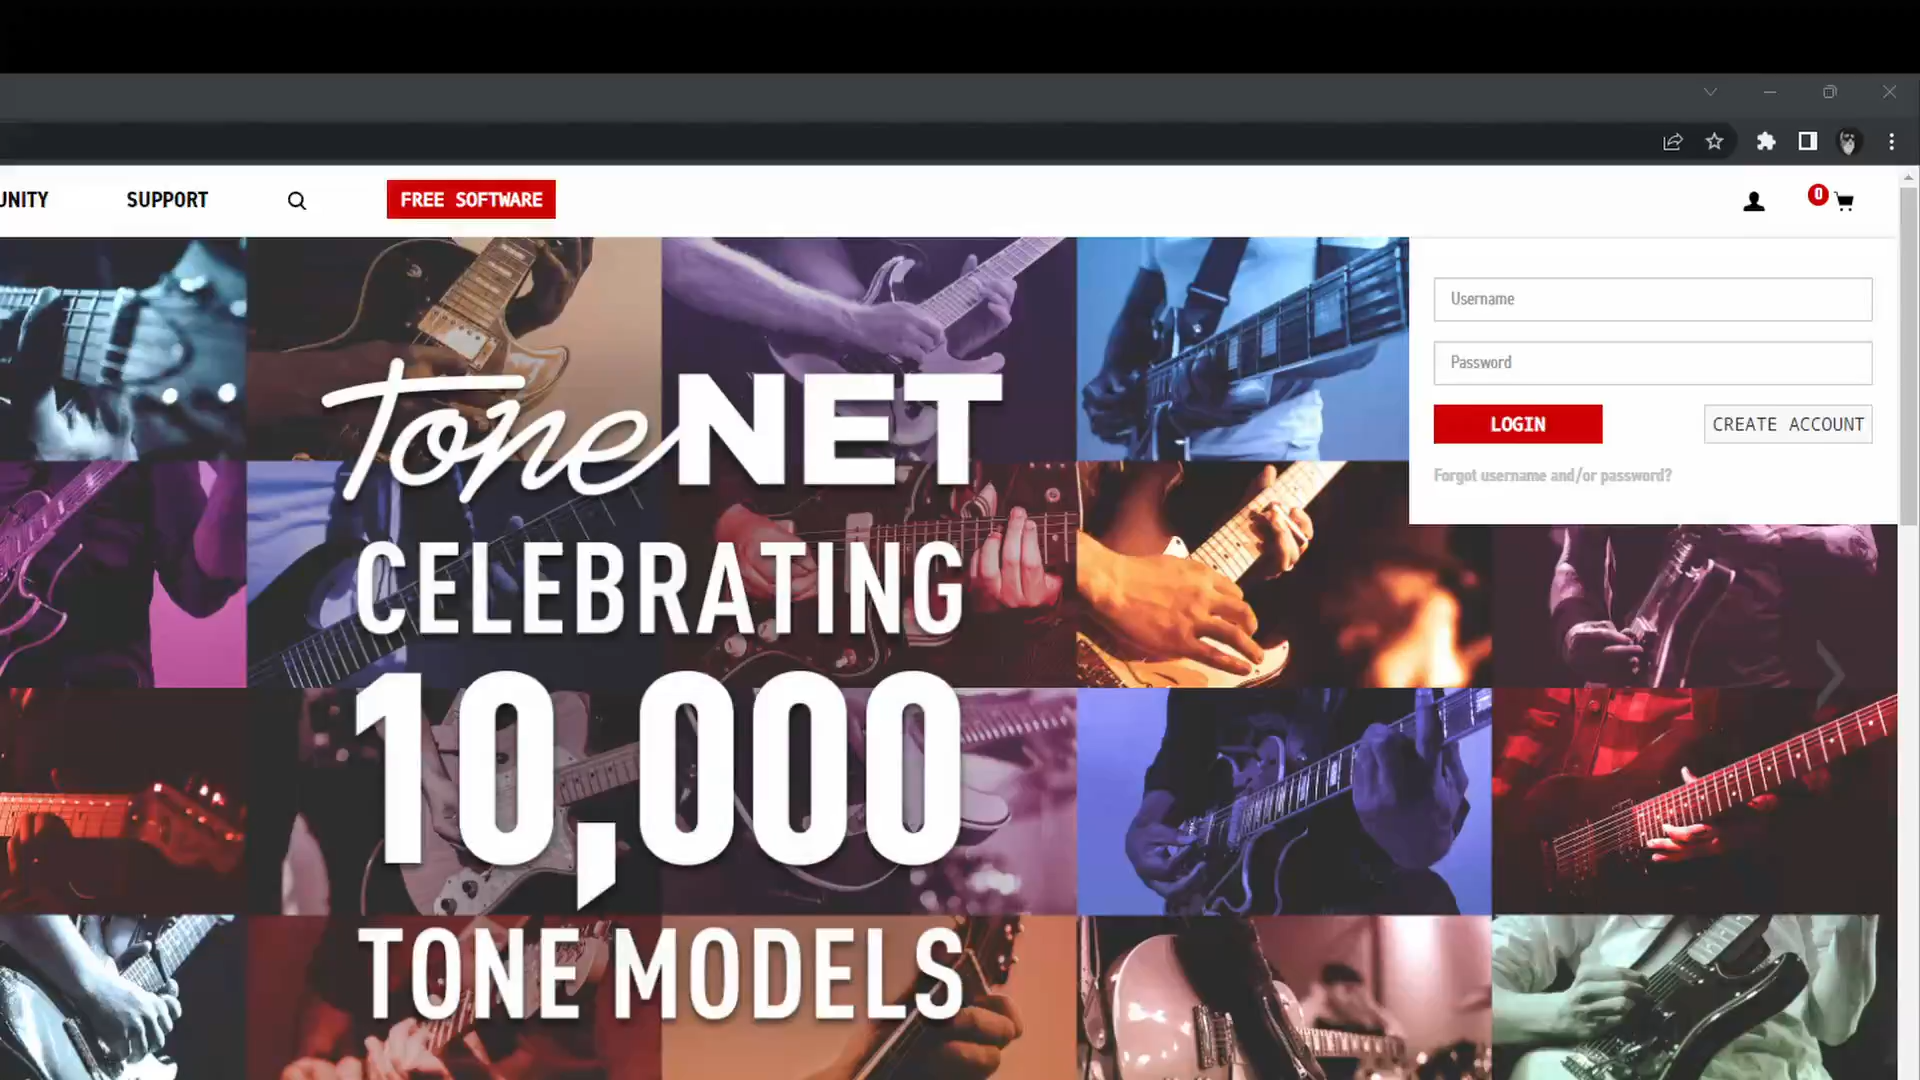 UNITY
SUPPORT
FREE SOFTWARE
0
Username
Password
LOGIN
CREATE ACCOUNT
Forgot username and/or password?
ToneNET
CELEBRATING
10,000
TONE MODELS